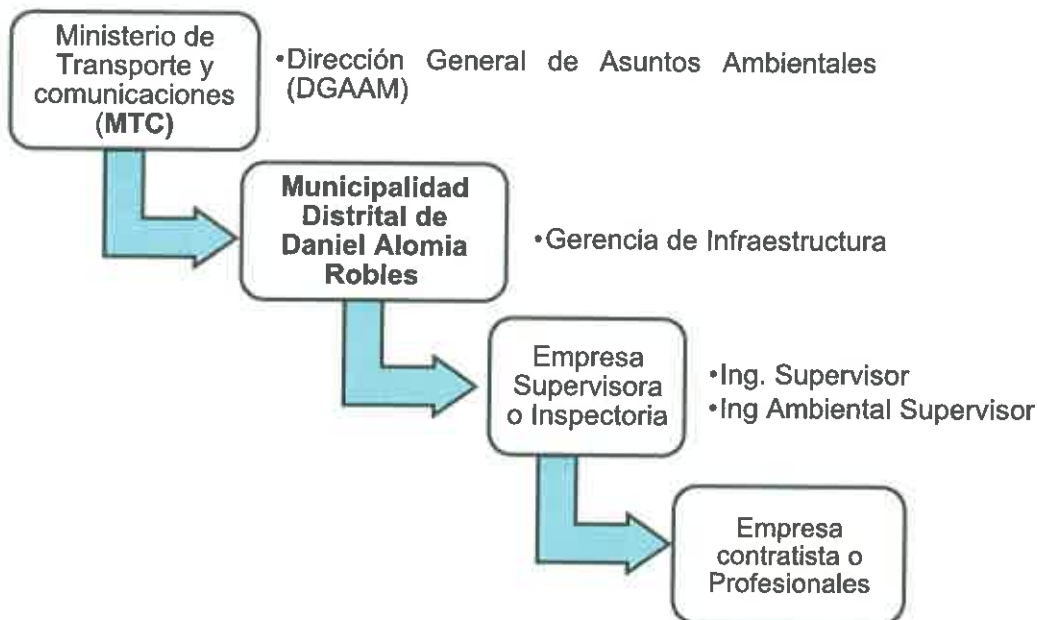 Ministerio de
Transporte y
comunicaciones
(MTC)
•Dirección General de Asuntos Ambientales
(DGAAM)
Municipalidad
Distrital de
Daniel Alomia
Robles
•Gerencia de Infraestructura
Empresa
Supervisora
o Inspectoria
•Ing. Supervisor
•Ing Ambiental Supervisor
Empresa
contratista o
Profesionales